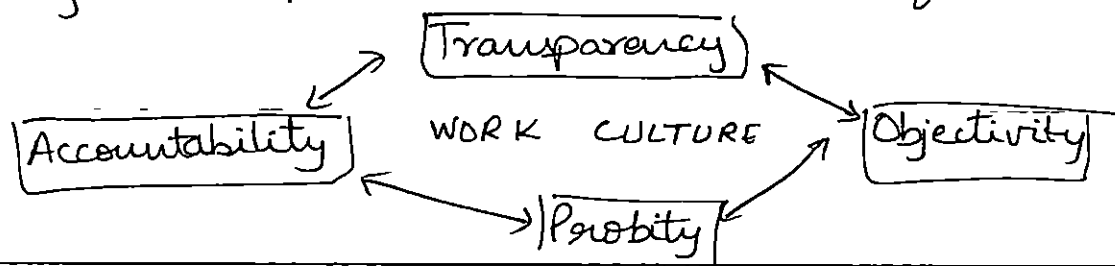 Transparency
Accountability WORK CULTURE Objectivity
Probity